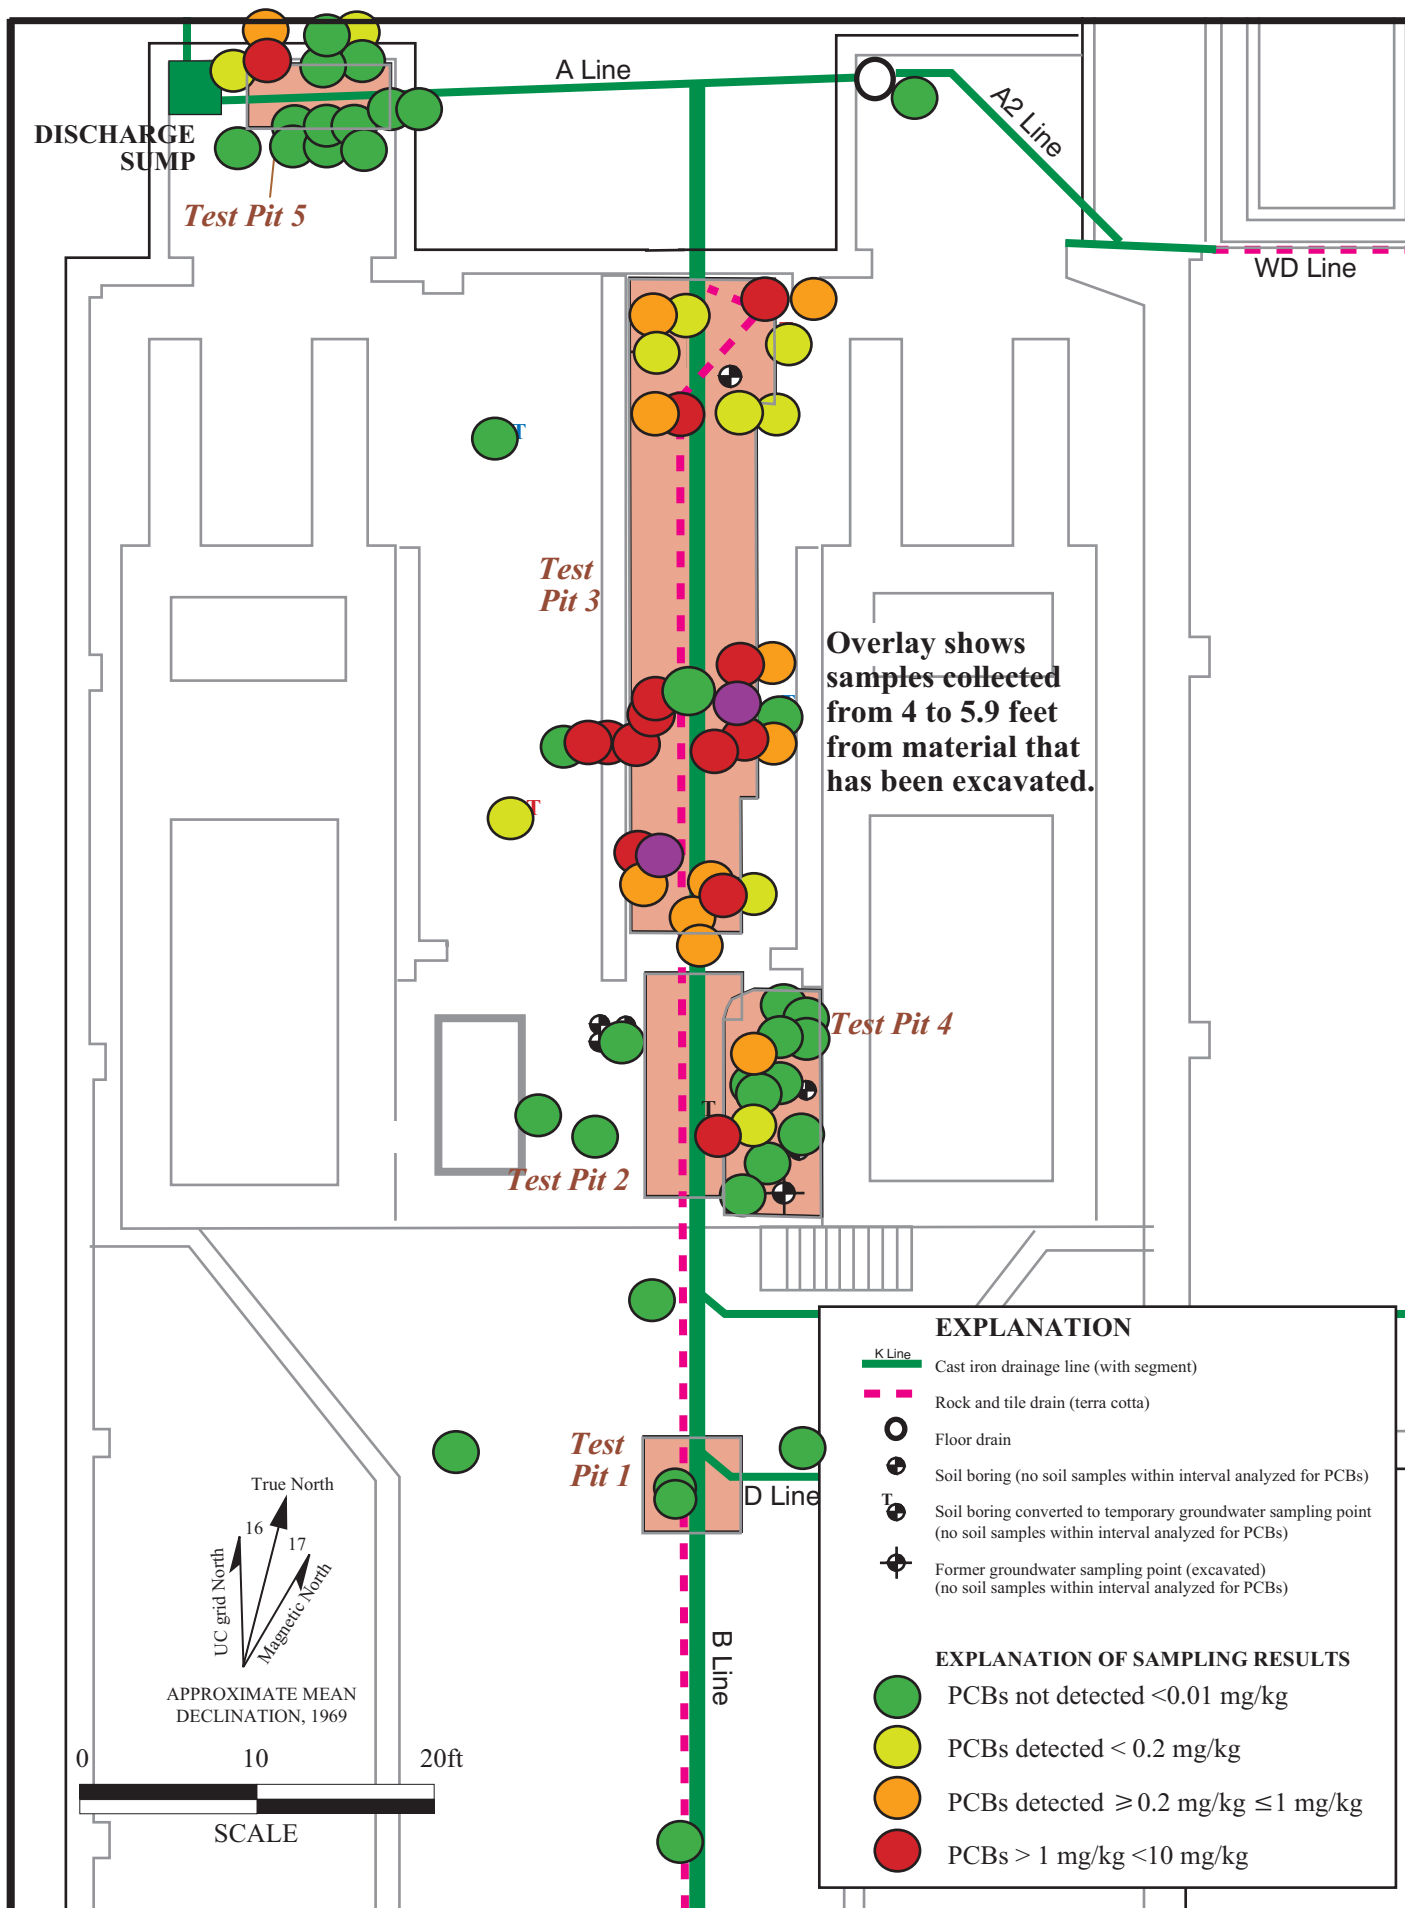 A Line
A2 Line
DISCHARGE
SUMP
Test Pit 5
WD Line
T
Test
Pit 3
Overlay shows
samples collected
from 4 to 5.9 feet
from material that
has been excavated.
T
T
Test Pit 4
T
Test Pit 2
Test
Pit 1
D Line
B Line
True North
16
17
UC grid North
Magnetic North
APPROXIMATE MEAN
DECLINATION, 1969
0 10 20ft
SCALE
EXPLANATION
K Line
Cast iron drainage line (with segment)
Rock and tile drain (terra cotta)
Floor drain
Soil boring (no soil samples within interval analyzed for PCBs)
T
Soil boring converted to temporary groundwater sampling point
(no soil samples within interval analyzed for PCBs)
Former groundwater sampling point (excavated)
(no soil samples within interval analyzed for PCBs)
EXPLANATION OF SAMPLING RESULTS
PCBs not detected <0.01 mg/kg
PCBs detected < 0.2 mg/kg
PCBs detected ≥0.2 mg/kg ≤1 mg/kg
PCBs > 1 mg/kg <10 mg/kg